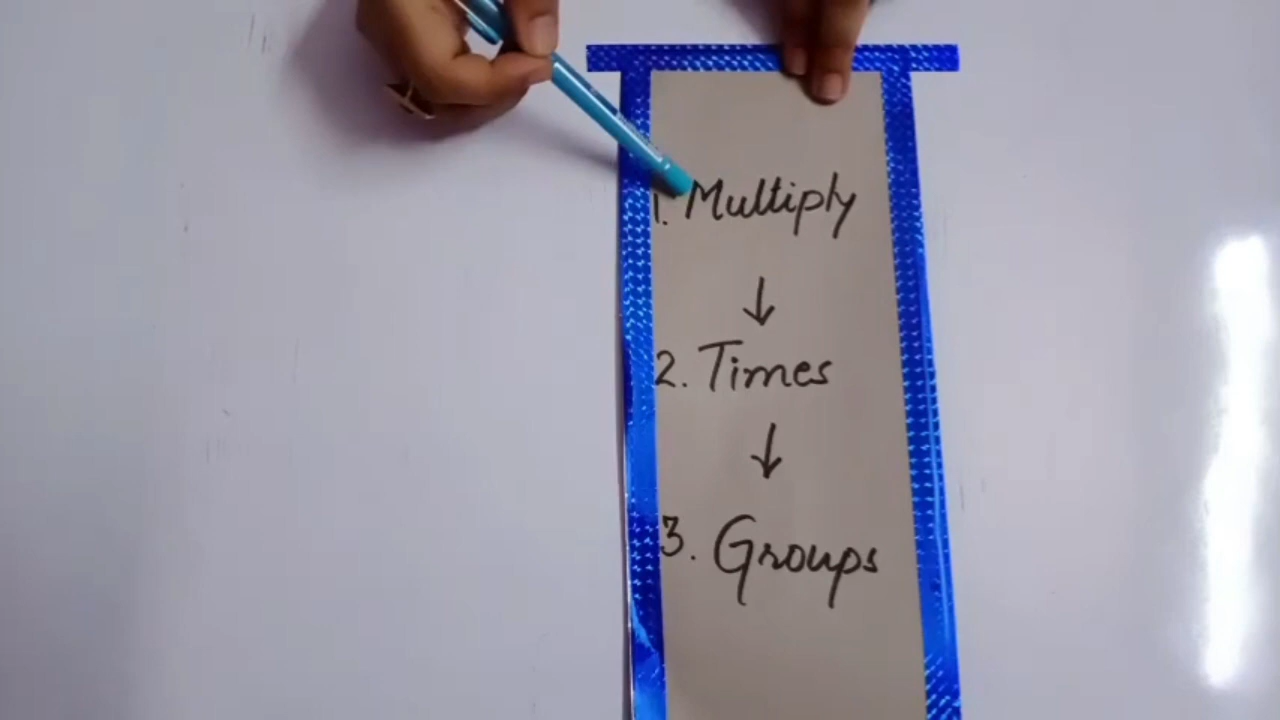 1. Multiply
↓
2. Times
↓
3. Groups